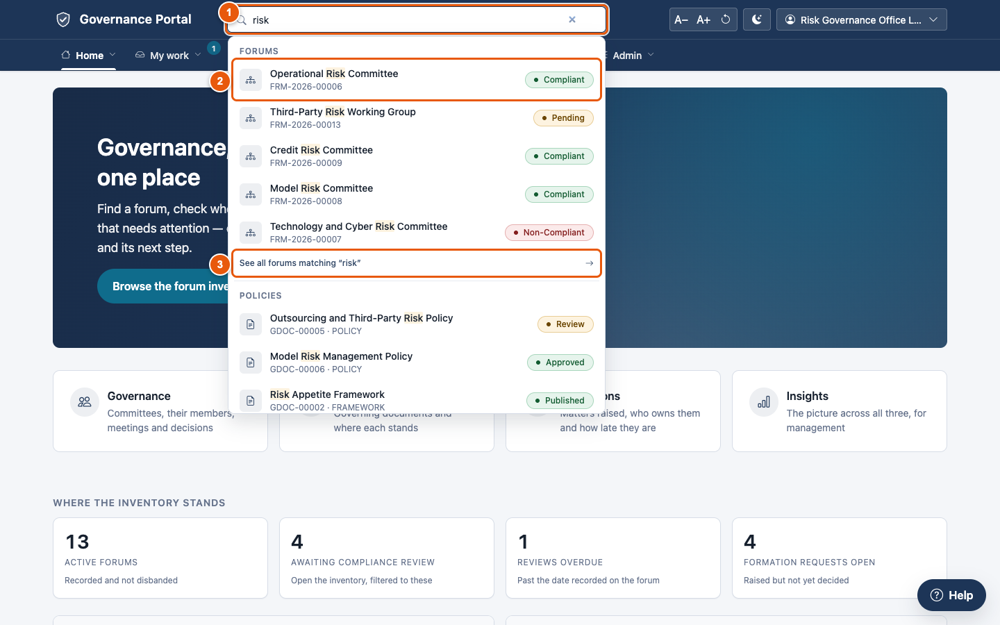 Governance Portal
1
risk
A− A+
Risk Governance Office L...
Home
My work
1
Admin
FORUMS
2
Operational Risk Committee
FRM-2026-00006
Compliant
Third-Party Risk Working Group
FRM-2026-00013
Pending
Credit Risk Committee
FRM-2026-00009
Compliant
Model Risk Committee
FRM-2026-00008
Compliant
Technology and Cyber Risk Committee
FRM-2026-00007
Non-Compliant
3
See all forums matching “risk”
POLICIES
Outsourcing and Third-Party Risk Policy
GDOC-00005 · POLICY
Review
Model Risk Management Policy
GDOC-00006 · POLICY
Approved
Risk Appetite Framework
GDOC-00002 · FRAMEWORK
Published
Governance,
one place
Find a forum, check
that needs attention —
and its next step.
Browse the forum
Governance
Committees, their members,
meetings and decisions
Governing documents and
where each stands
Matters raised, who owns them
and how late they are
Insights
The picture across all three, for
management
WHERE THE INVENTORY STANDS
13
ACTIVE FORUMS
Recorded and not disbanded
4
AWAITING COMPLIANCE REVIEW
Open the inventory, filtered to these
1
REVIEWS OVERDUE
Past the date recorded on the forum
4
FORMATION REQUESTS OPEN
Raised but not yet decided
Help